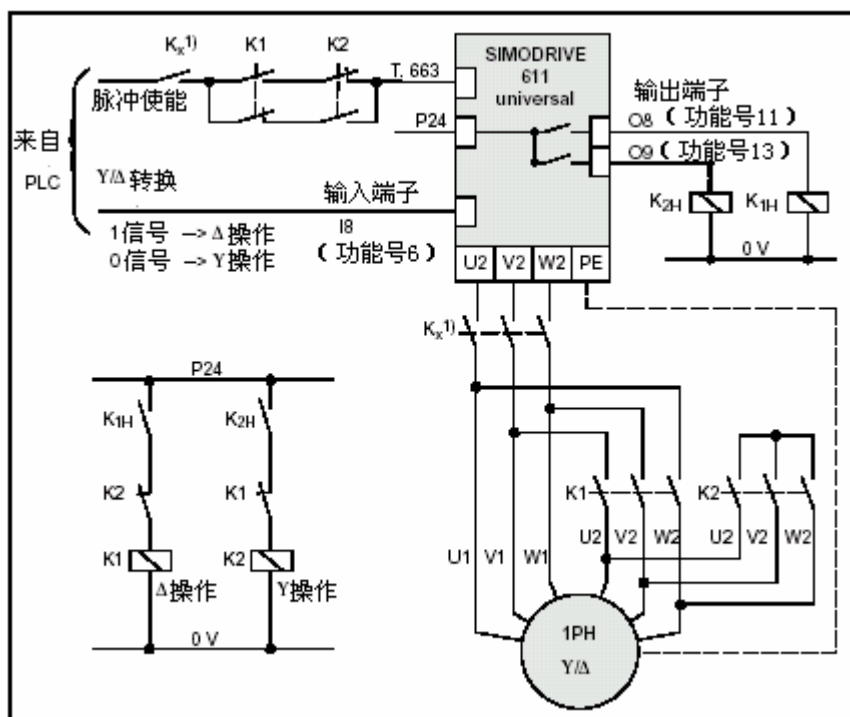 Kx1)
K1
K2
T. 663
脉冲使能
来自
PLC
Y/Δ 转换
1信号 –> Δ 操作
0信号 –> Y 操作
输入端子
I8
(功能号6)
P24
SIMODRIVE
611
universal
输出端子
O8(功能号11)
O9(功能号13)
K2H
K1H
0 V
U2
V2
W2
PE
Kx1)
P24
K1H
K2H
K2
K1
K1
K2
Δ操作
Y操作
0 V
K1
K2
U2
V2
W2
U2
V2
W2
U1
V1
W1
1PH
Y/Δ